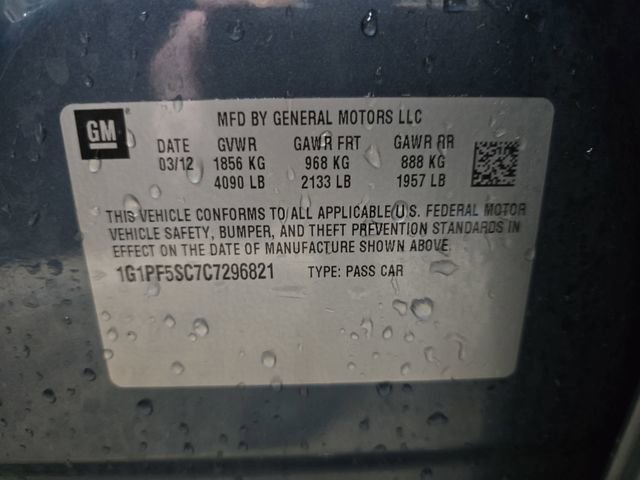 GM
MFD BY GENERAL MOTORS LLC
DATE GVWR GAWR FRT GAWR RR
03/12 1856 KG 968 KG 888 KG
4090 LB 2133 LB 1957 LB
THIS VEHICLE CONFORMS TO ALL APPLICABLE U.S. FEDERAL MOTOR
VEHICLE SAFETY, BUMPER, AND THEFT PREVENTION STANDARDS IN
EFFECT ON THE DATE OF MANUFACTURE SHOWN ABOVE.
1G1PF5SC7C7296821 TYPE: PASS CAR